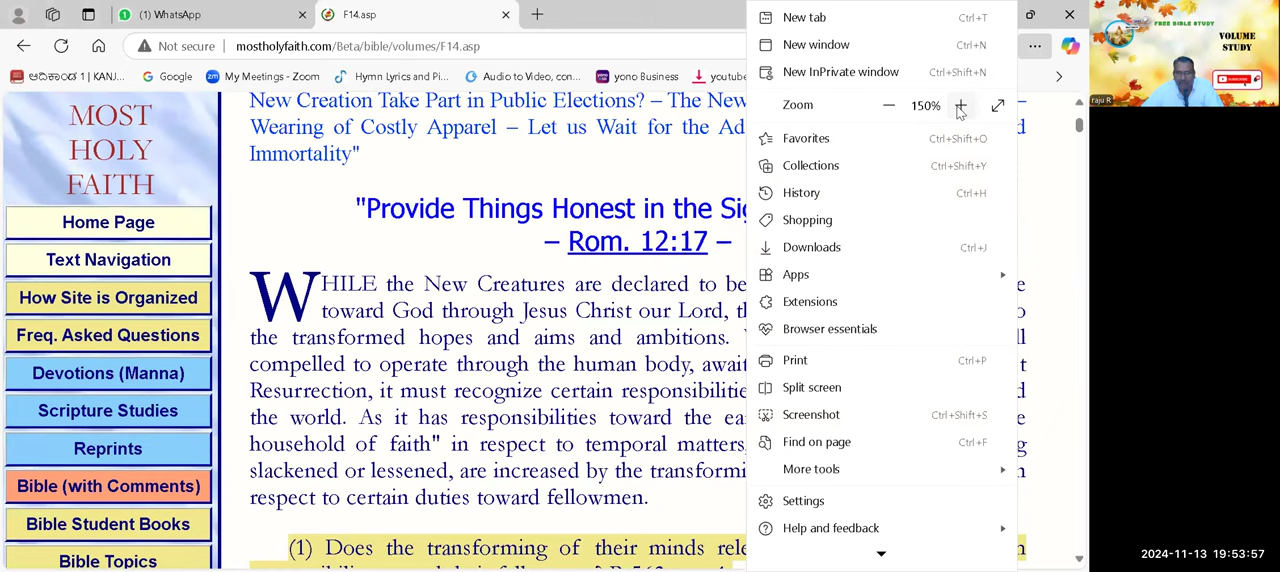 (1) WhatsApp
F14.asp
Not secure
mostholyfaith.com/Beta/bible/volumes/F14.asp
ಆದಿಕಾಂಡ 1 | KANJ...
Google
My Meetings - Zoom
Hymn Lyrics and Pi...
Audio to Video, con...
yono Business
youtube
MOST
HOLY
FAITH
Home Page
Text Navigation
How Site is Organized
Freq. Asked Questions
Devotions (Manna)
Scripture Studies
Reprints
Bible (with Comments)
Bible Student Books
Bible Topics
New Creation Take Part in Public Elections? – The New
Wearing of Costly Apparel – Let us Wait for the Ad
Immortality"
"Provide Things Honest in the Sig
– Rom. 12:17 –
WHILE the New Creatures are declared to be
toward God through Jesus Christ our Lord, th
the transformed hopes and aims and ambitions.
compelled to operate through the human body, await
Resurrection, it must recognize certain responsibilities
the world. As it has responsibilities toward the ea
household of faith" in respect to temporal matters,
slackened or lessened, are increased by the transformi
respect to certain duties toward fellowmen.
(1) Does the transforming of their minds rele
New tab Ctrl+T
New window Ctrl+N
New InPrivate window Ctrl+Shift+N
Zoom 150%
Favorites Ctrl+Shift+O
Collections Ctrl+Shift+Y
History Ctrl+H
Shopping
Downloads Ctrl+J
Apps
Extensions
Browser essentials
Print Ctrl+P
Split screen
Screenshot Ctrl+Shift+S
Find on page Ctrl+F
More tools
Settings
Help and feedback
FREE BIBLE STUDY
VOLUME
STUDY
SUBSCRIBE
raju R
2024-11-13 19:53:57